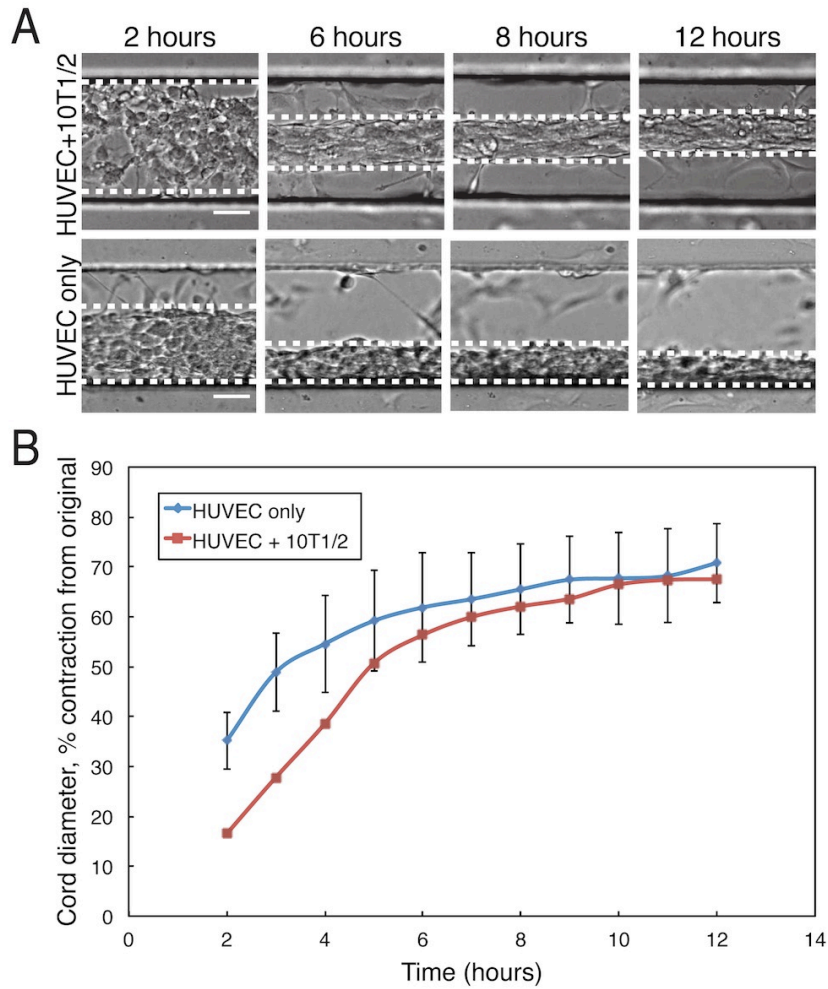 A
2 hours 6 hours 8 hours 12 hours
HUVEC+10T1/2
HUVEC only
B
Cord diameter, % contraction from original
90
80
70
60
50
40
30
20
10
0
HUVEC only
HUVEC + 10T1/2
0 2 4 6 8 10 12 14
Time (hours)